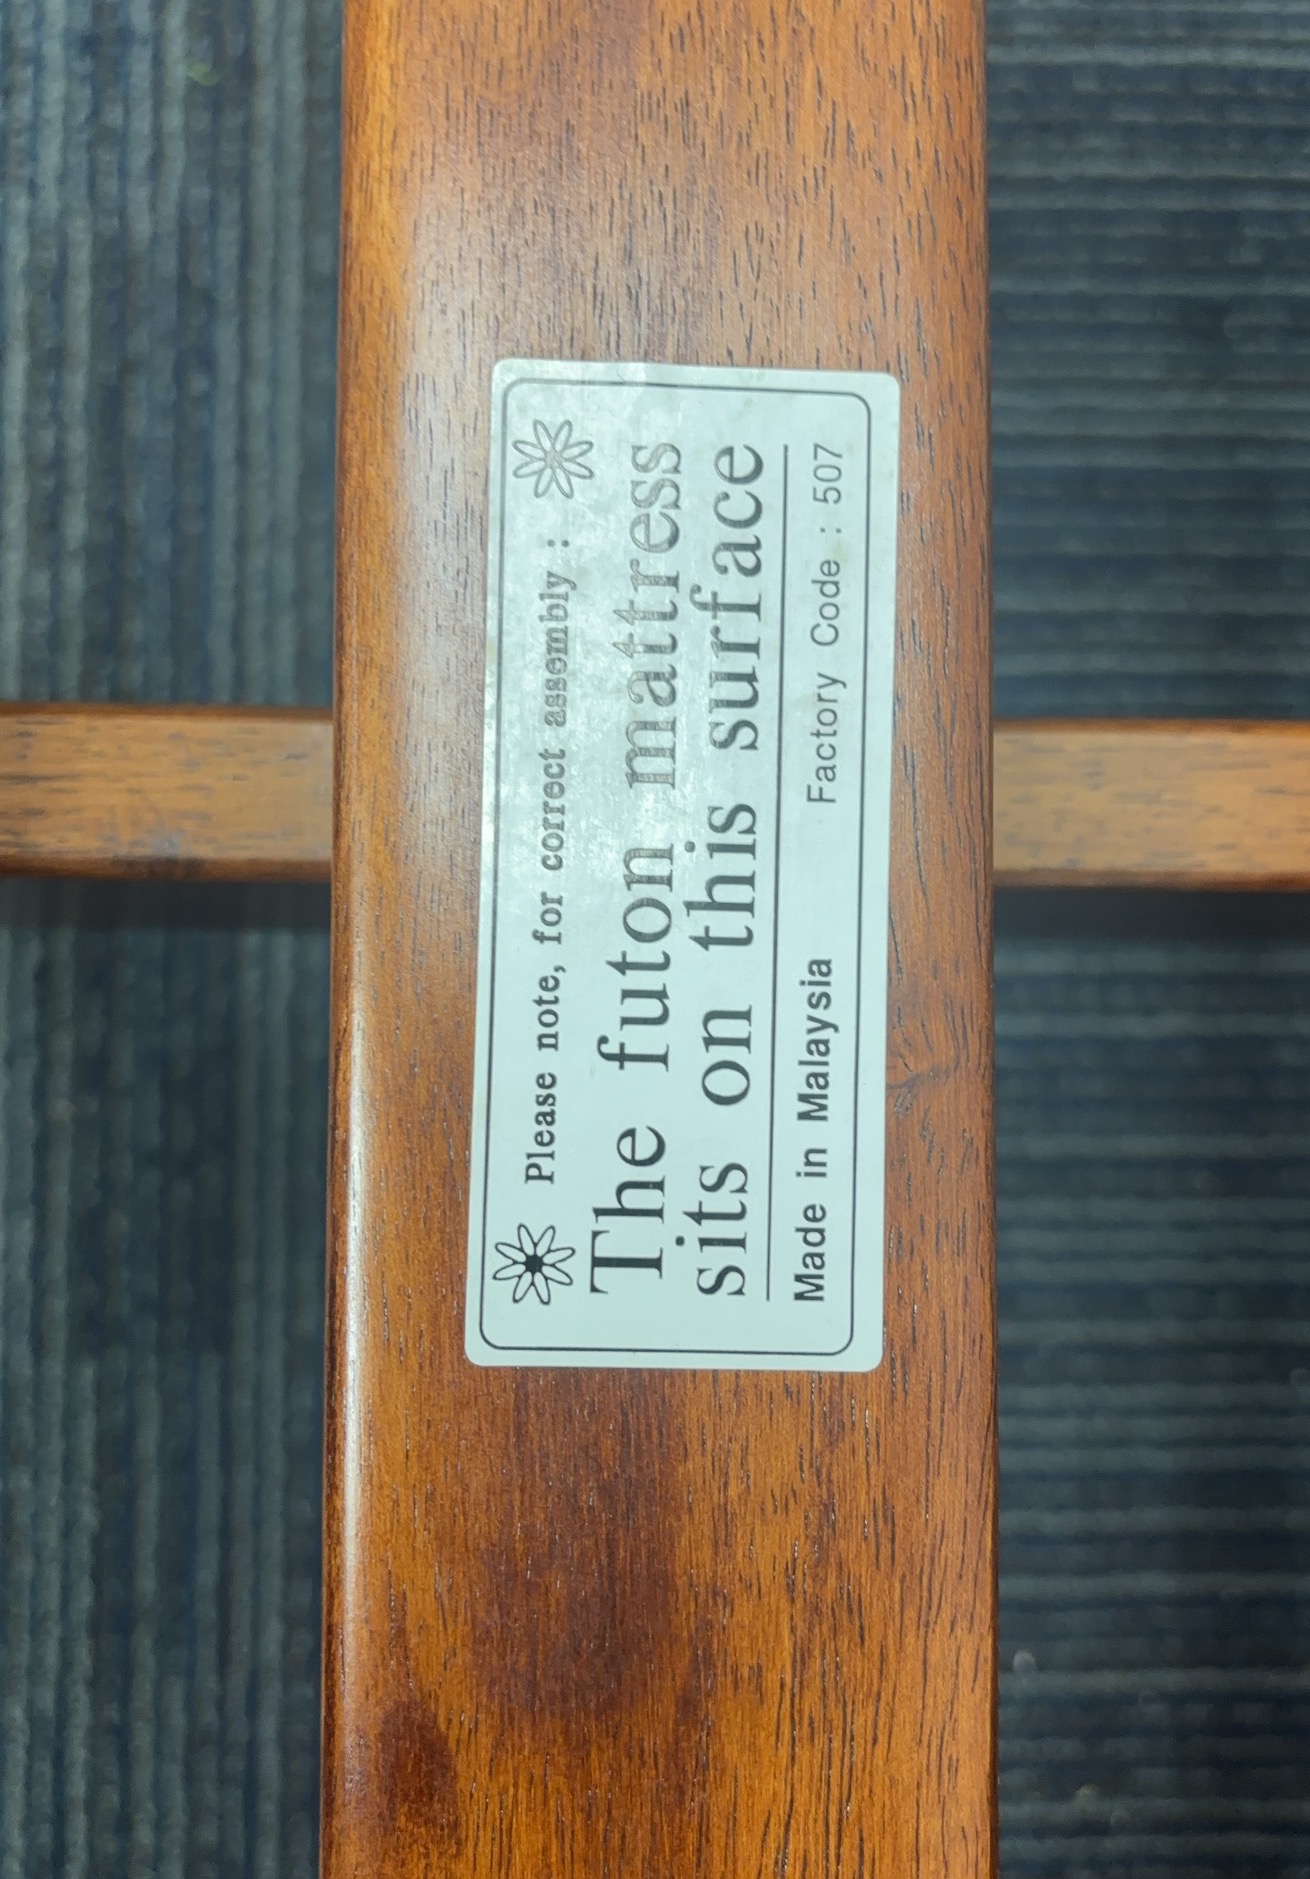 Please note, for correct assembly :
The futon mattress
sits on this surface
Made in Malaysia Factory Code : 507